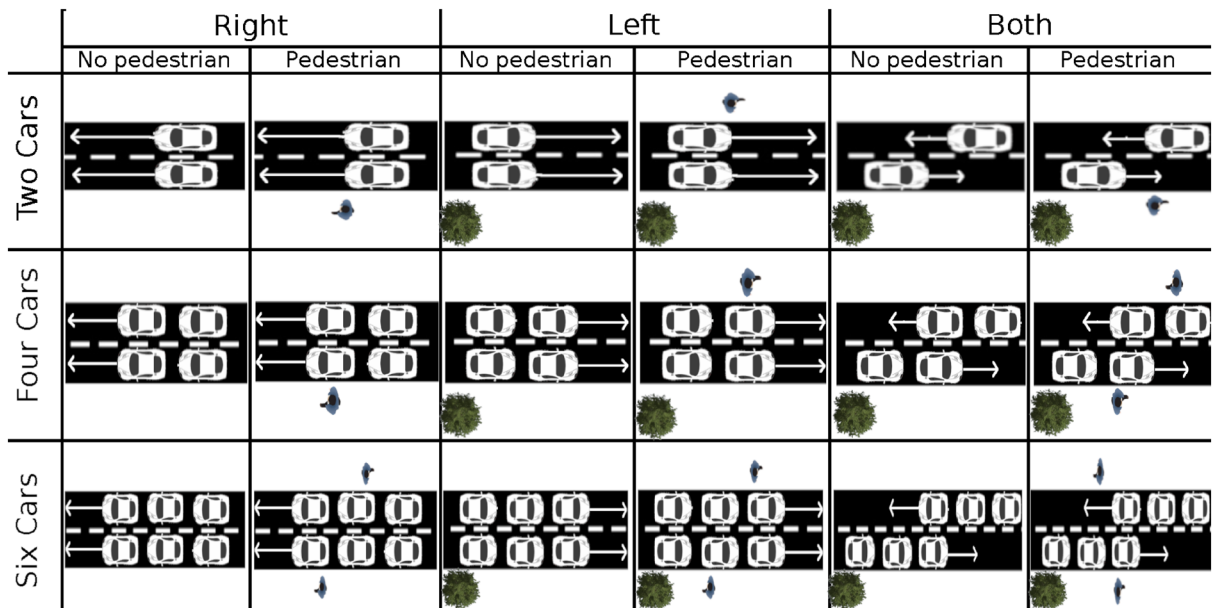 Right Left Both
No pedestrian Pedestrian No pedestrian Pedestrian No pedestrian Pedestrian
Two Cars
Four Cars
Six Cars